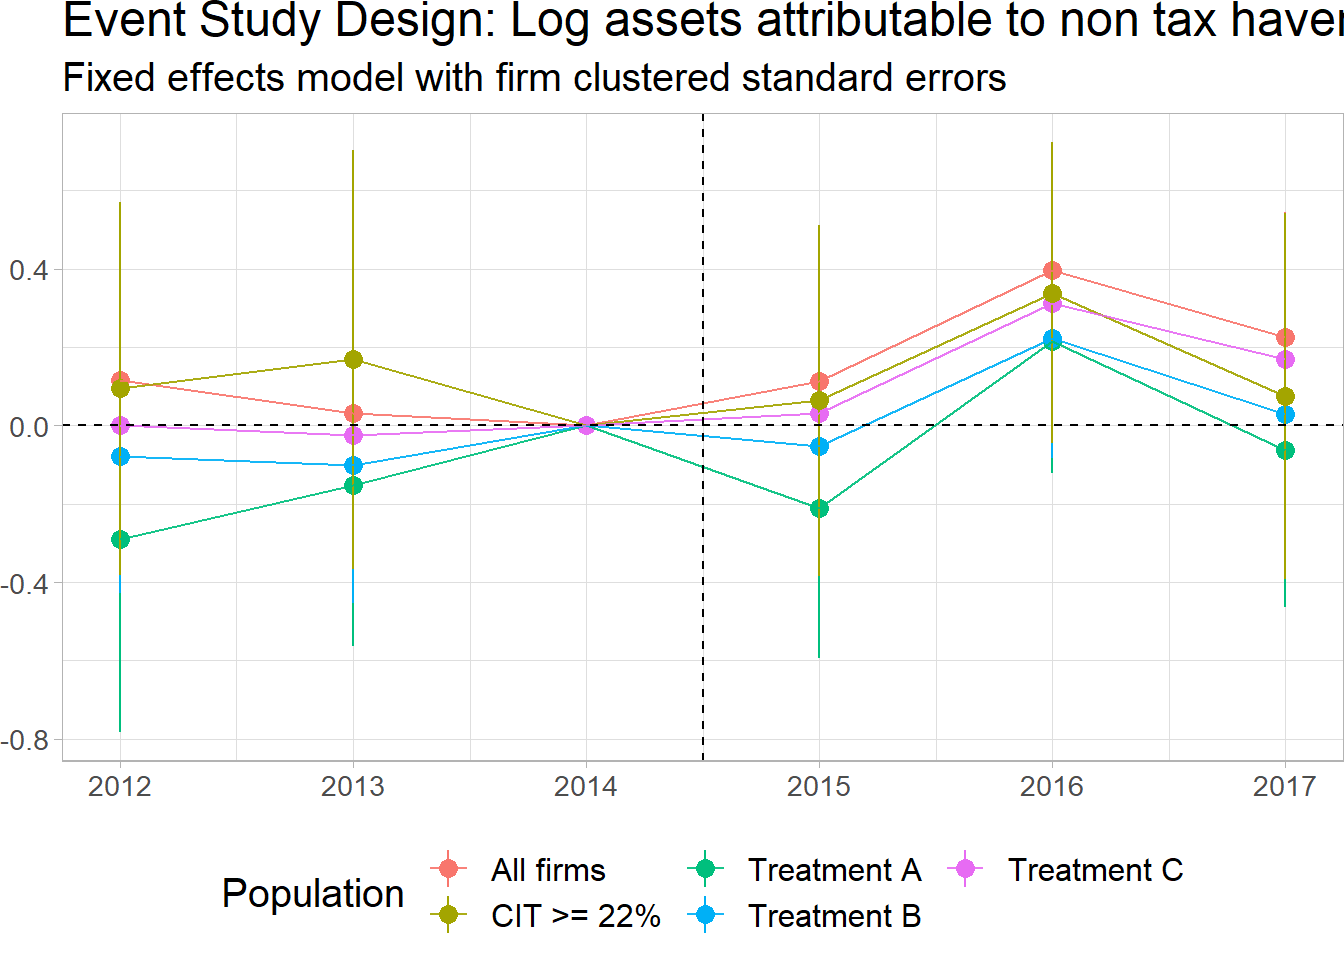 Event Study Design: Log assets attributable to non tax haven
Fixed effects model with firm clustered standard errors
0.4
0.0
-0.4
-0.8
2012 2013 2014 2015 2016 2017
Population
All firms Treatment A Treatment C
CIT >= 22% Treatment B